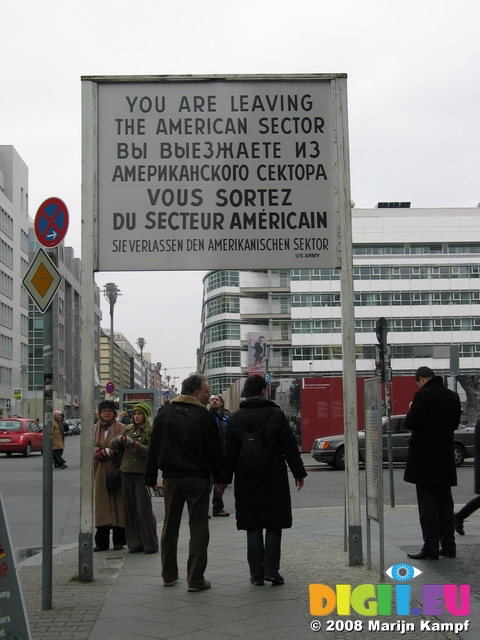 YOU ARE LEAVING
THE AMERICAN SECTOR
ВЫ ВЫЕЗЖАЕТЕ ИЗ
АМЕРИКАНСКОГО СЕКТОРА
VOUS SORTEZ
DU SECTEUR AMÉRICAIN
SIE VERLASSEN DEN AMERIKANISCHEN SEKTOR
US ARMY
DIGII.EU
© 2008 Marijn Kampf